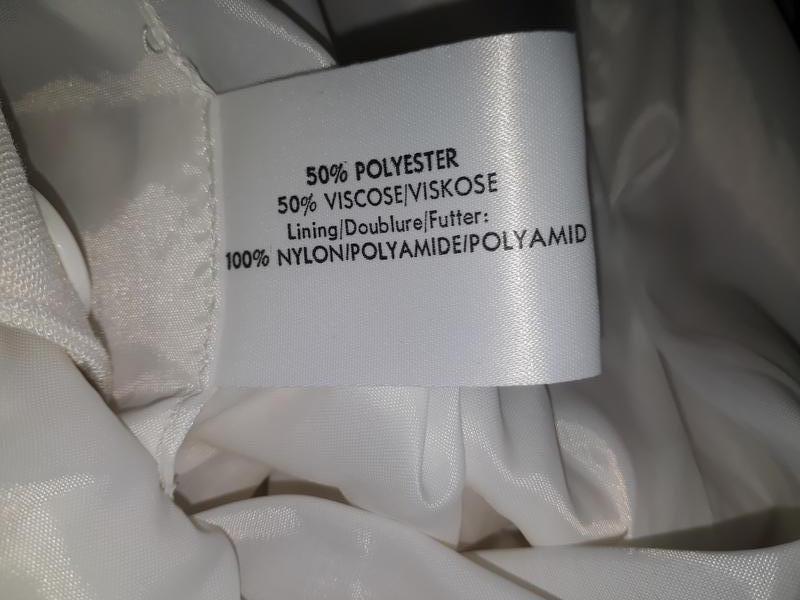 50% POLYESTER
50% VISCOSE/VISKOSE
Lining/Doublure/Futter:
100% NYLON/POLYAMIDE/POLYAMID